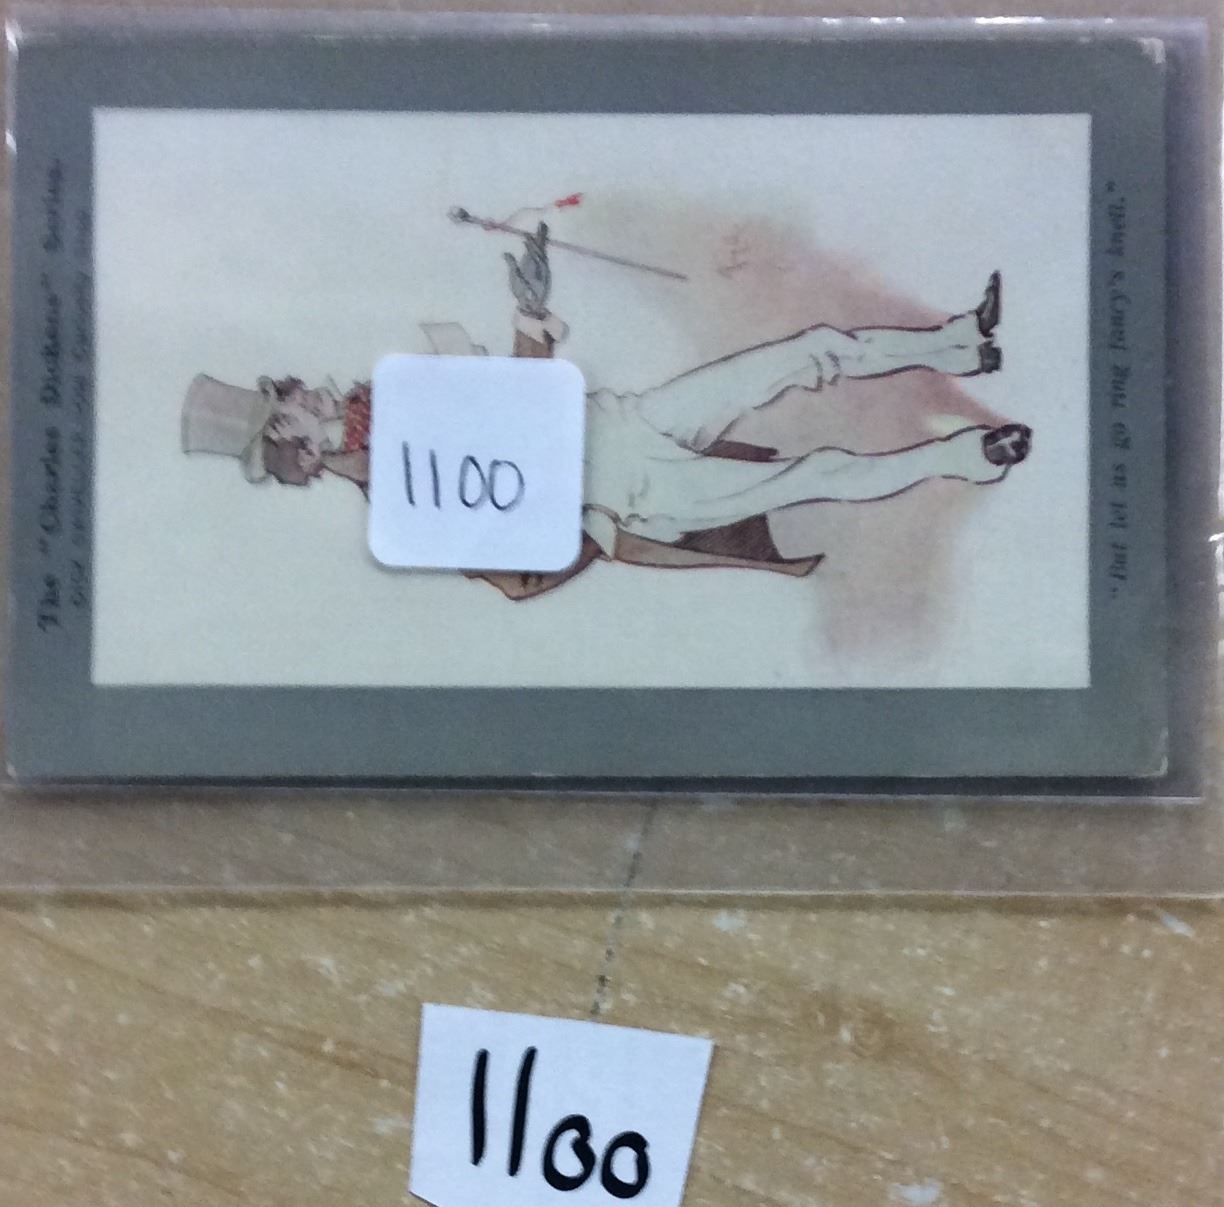 The "Charles Dickens" Series.
"But let us go ring fancy's knell."
1100
1100